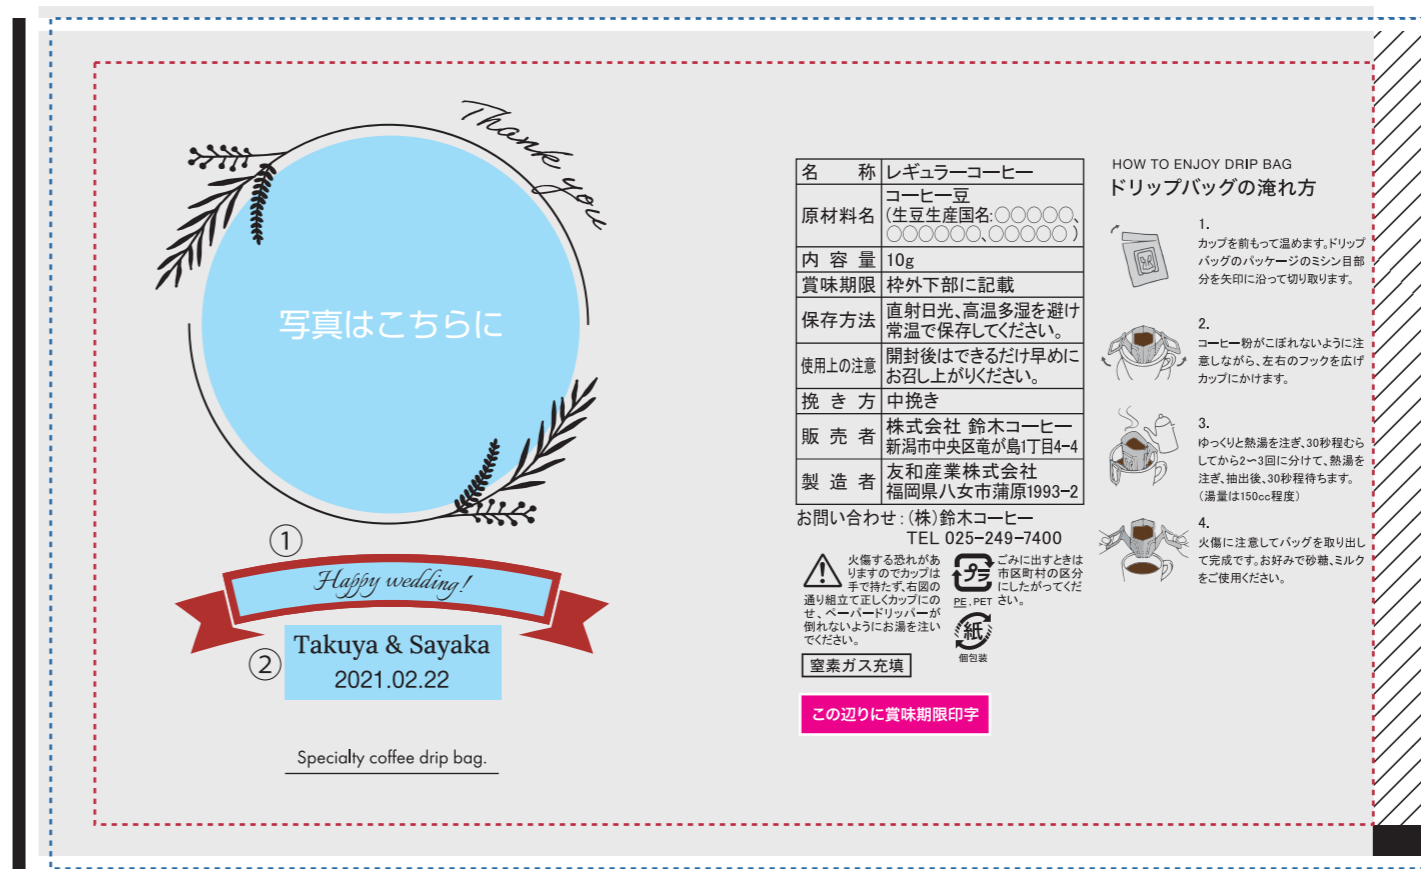 Thank you
写真はこちらに
①
Happy wedding!
②
Takuya & Sayaka
2021.02.22
Specialty coffee drip bag.
名　称 レギュラーコーヒー
原材料名 コーヒー豆
(生豆生産国名:○○○○○、
○○○○○○、○○○○○)
内容量 10g
賞味期限 枠外下部に記載
保存方法 直射日光、高温多湿を避け
常温で保存してください。
使用上の注意 開封後はできるだけ早めに
お召し上がりください。
挽き方 中挽き
販売者 株式会社 鈴木コーヒー
新潟市中央区竜が島1丁目4-4
製造者 友和産業株式会社
福岡県八女市蒲原1993-2
お問い合わせ:(株)鈴木コーヒー
TEL 025-249-7400
火傷する恐れがあ
りますのでカップは
手で持たず、右図の
通り組立て正しくカップにの
せ、ペーパードリッパーが
倒れないようにお湯を注い
でください。
プラ
PE、PET
ごみに出すときは
市区町村の区分
にしたがってくだ
さい。
紙
個包装
窒素ガス充填
この辺りに賞味期限印字
HOW TO ENJOY DRIP BAG
ドリップバッグの淹れ方
1.
カップを前もって温めます。ドリップ
バッグのパッケージのミシン目部
分を矢印に沿って切り取ります。
2.
コーヒー粉がこぼれないように注
意しながら、左右のフックを広げ
カップにかけます。
3.
ゆっくりと熱湯を注ぎ、30秒程むら
してから2〜3回に分けて、熱湯を
注ぎ、抽出後、30秒程待ちます。
(湯量は150cc程度)
4.
火傷に注意してバッグを取り出し
て完成です。お好みで砂糖、ミルク
をご使用ください。